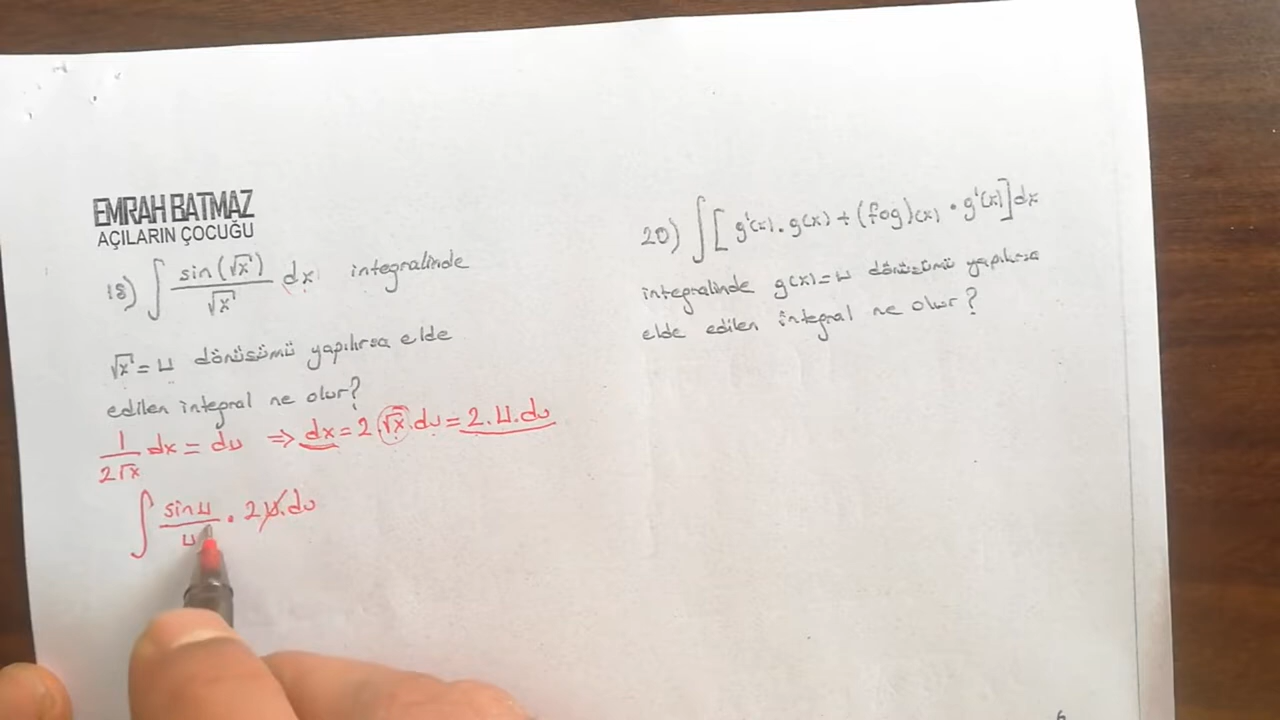 EMRAH BATMAZ
AÇILARIN ÇOCUĞU
18) ∫ sin(√x)/√x dx integralinde
√x = u dönüşümü yapılırsa elde
edilen integral ne olur?
1/(2√x) dx = du ⇒ dx = 2.√x.du = 2.u.du
∫ sin u/u . 2u.du
20) ∫[g'(x).g(x) + (fog)(x) . g'(x)]dx
integralinde g(x)=u dönüşümü yapılırsa
elde edilen integral ne olur?